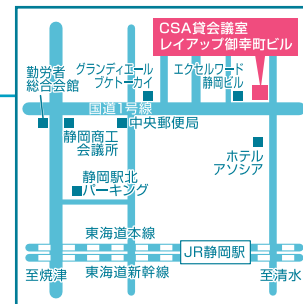 CSA貸会議室
レイアップ御幸町ビル
勤労者
総合会館
グランディエール
ブケトーカイ
エクセルワード
静岡ビル
国道1号線
静岡商工
会議所
中央郵便局
ホテル
アソシア
静岡駅北
パーキング
東海道本線
JR静岡駅
至焼津
東海道新幹線
至清水